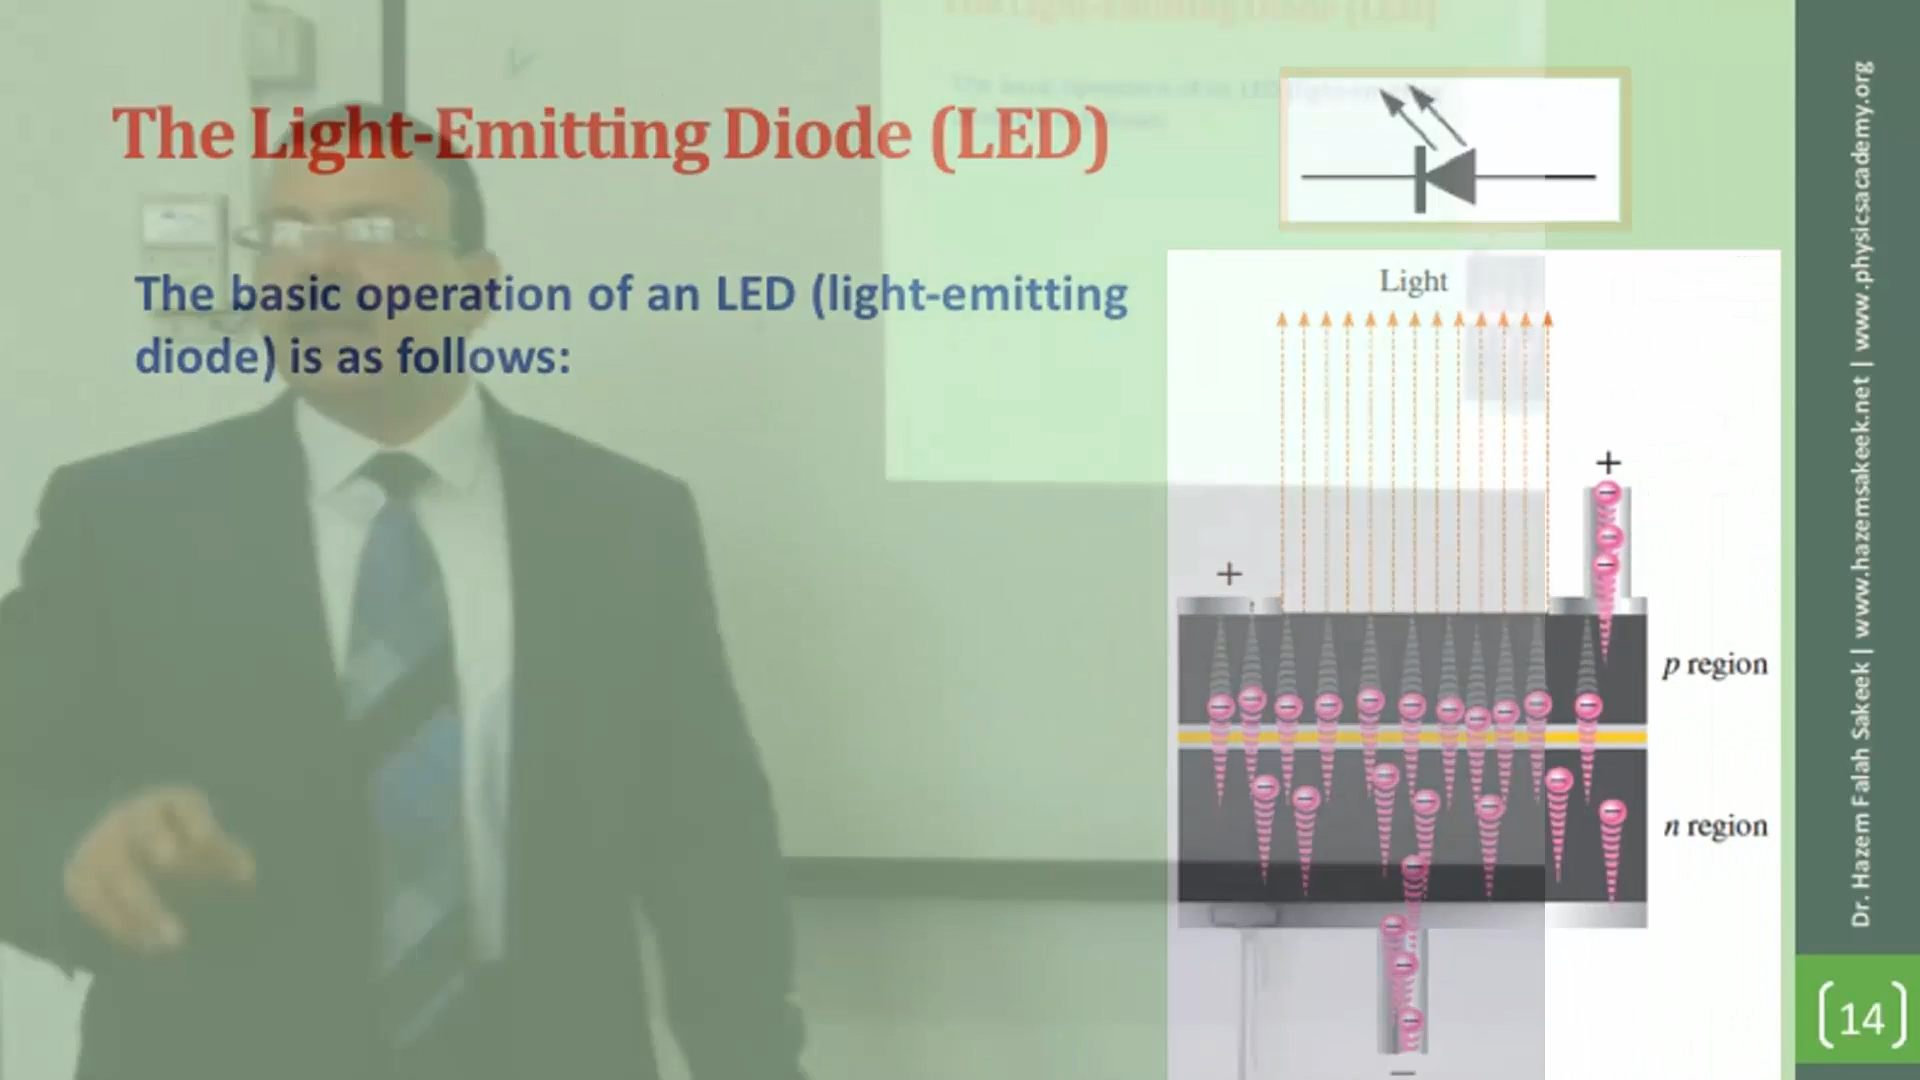 The Light-Emitting Diode (LED)
The basic operation of an LED (light-emitting
diode) is as follows:
Light
+
+
p region
n region
−
Dr. Hazem Falah Sakeek | www.hazemsakeek.net | www.physicsacademy.org
14